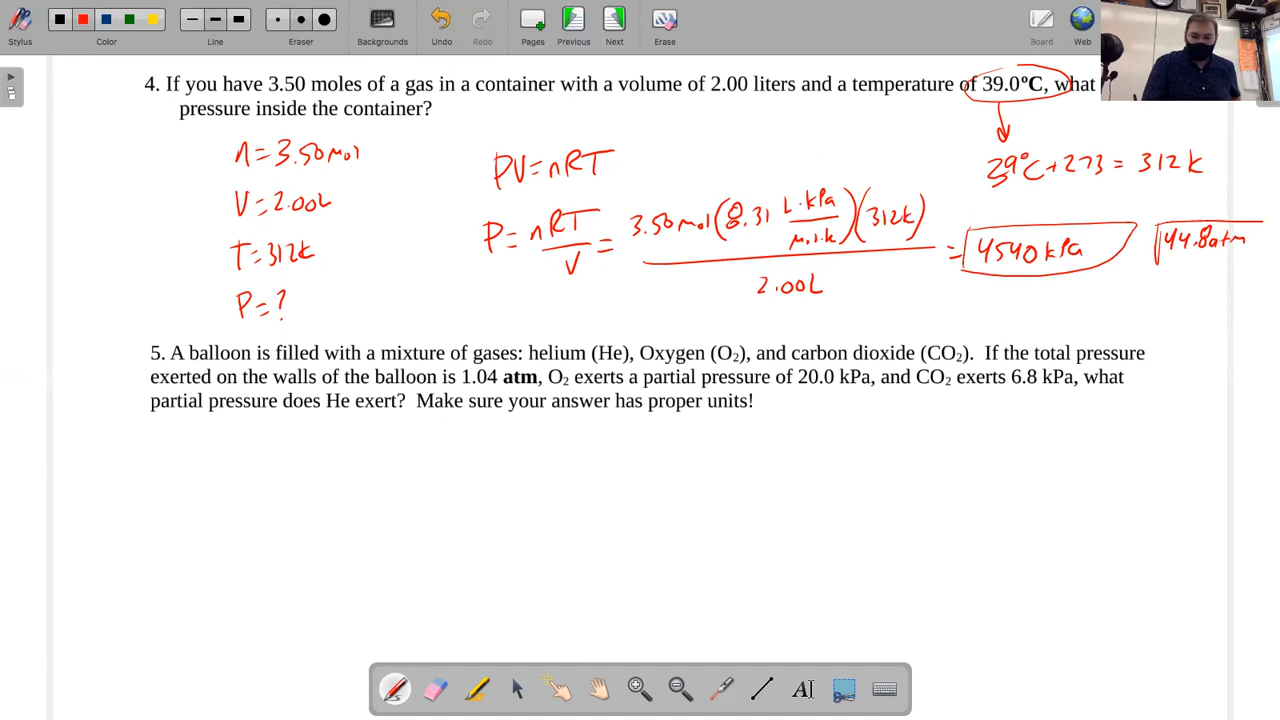 Stylus
Color
Line
Eraser
Backgrounds
Undo
Redo
Pages
Previous
Next
Erase
Board
Web
4. If you have 3.50 moles of a gas in a container with a volume of 2.00 liters and a temperature of 39.0ºC, what
pressure inside the container?
n = 3.50 mol
V = 2.00L
T = 312K
P = ?
PV = nRT
P = nRT / V = 3.50 mol (8.31 L·kPa / mol·K) (312K) / 2.00L = 4540 kPa
44.8 atm
39°C + 273 = 312 K
5. A balloon is filled with a mixture of gases: helium (He), Oxygen (O₂), and carbon dioxide (CO₂). If the total pressure
exerted on the walls of the balloon is 1.04 atm, O₂ exerts a partial pressure of 20.0 kPa, and CO₂ exerts 6.8 kPa, what
partial pressure does He exert? Make sure your answer has proper units!
AI